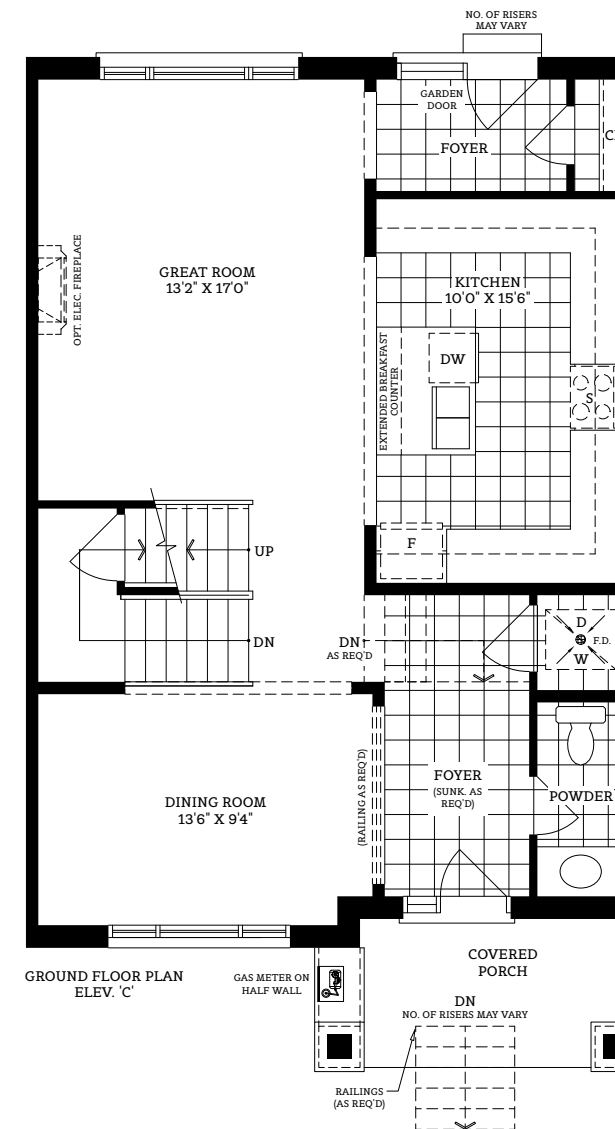 NO. OF RISERS
MAY VARY
GARDEN
DOOR
FOYER
GREAT ROOM
13'2" X 17'0"
OPT. ELEC. FIREPLACE
KITCHEN
10'0" X 15'6"
EXTENDED BREAKFAST
COUNTER
DW
S
F
UP
DN
DN
AS REQ'D
D
F.D.
W
FOYER
(SUNK. AS
REQ'D)
(RAILING AS REQ'D)
POWDER
DINING ROOM
13'6" X 9'4"
GROUND FLOOR PLAN
ELEV. 'C'
GAS METER ON
HALF WALL
COVERED
PORCH
DN
NO. OF RISERS MAY VARY
RAILINGS
(AS REQ'D)